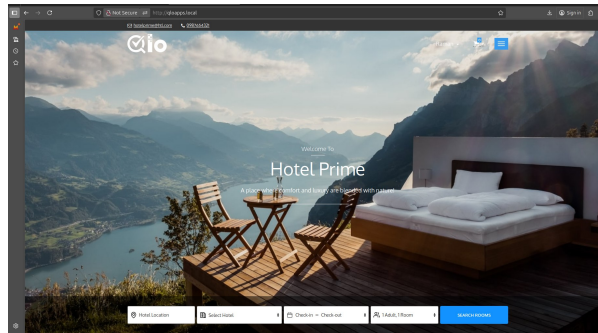 Not Secure http://qloapps.local
Sign in
Qlo
Welcome To
Hotel Prime
A place where comfort and luxury are blended with nature!
Hotel Location
Select Hotel
Check-in ~ Check-out
1 Adult, 1 Room
SEARCH ROOMS